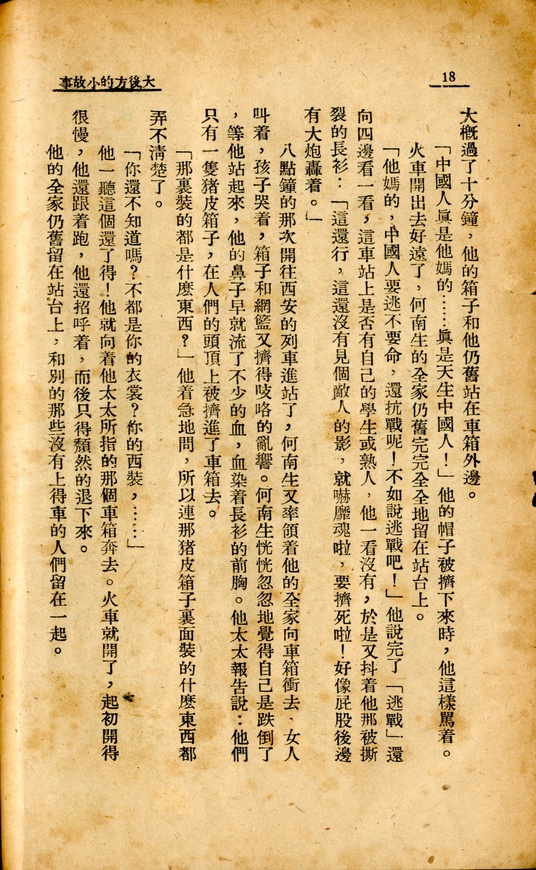 大後方的小故事
18
大概過了十分鐘，他的箱子和他仍舊站在車箱外邊。
「中國人眞是他媽的……眞是天生中國人！」他的帽子被擠下來時，他這樣罵着。
火車開出去好遠了，何南生的全家仍舊完完全全地留在站台上。
「他媽的，中國人要逃不要命，還抗戰呢！不如說逃戰吧！」他說完了「逃戰」還
向四邊看一看，這車站上是否有自己的學生或熟人，他一看沒有，於是又抖着他那被撕
裂的長衫：「這還行，這還沒有見個敵人的影，就嚇靡魂啦，要擠死啦！好像屁股後邊
有大炮轟着。」
八點鐘的那次開往西安的列車進站了，何南生又率領着他的全家向車箱衝去、女人
叫着，孩子哭着，箱子和網籃又擠得吱咯的亂響。何南生恍恍忽忽地覺得自己是跌倒了
，等他站起來，他的鼻子早就流了不少的血，血染着長衫的前胸。他太太報告說：他們
只有一隻猪皮箱子，在人們的頭頂上被擠進了車箱去。
「那裏裝的都是什麽東西？」他着急地問，所以連那猪皮箱子裏面裝的什麽東西都
弄不淸楚了。
「你還不知道嗎？不都是你的衣裳？你的西裝，……」
他一聽這個還了得！他就向着他太太所指的那個車箱奔去。火車就開了，起初開得
很慢，他還跟着跑，他還招呼着，而後只得頹然的退下來。
他的全家仍舊留在站台上，和別的那些沒有上得車的人們留在一起。